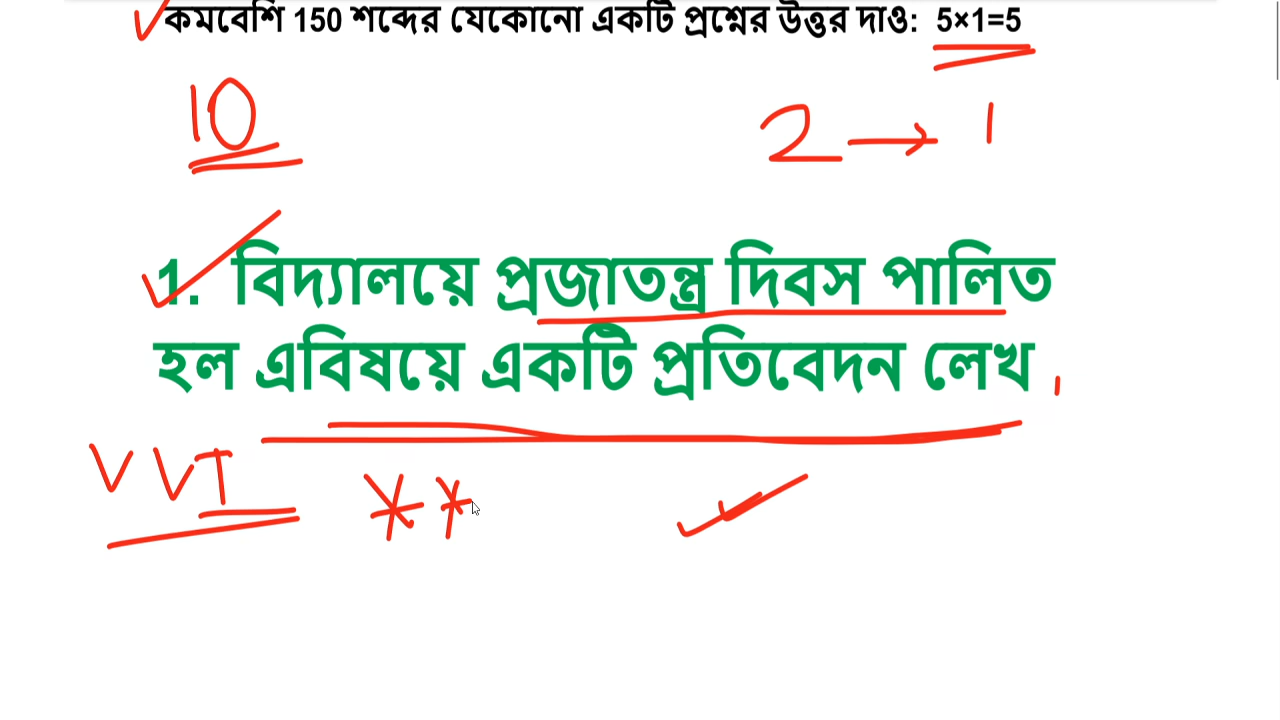 কমবেশি 150 শব্দের যেকোনো একটি প্রশ্নের উত্তর দাও: 5×1=5
10
2 → 1
1. বিদ্যালয়ে প্রজাতন্ত্র দিবস পালিত
হল এবিষয়ে একটি প্রতিবেদন লেখ।
VVI **